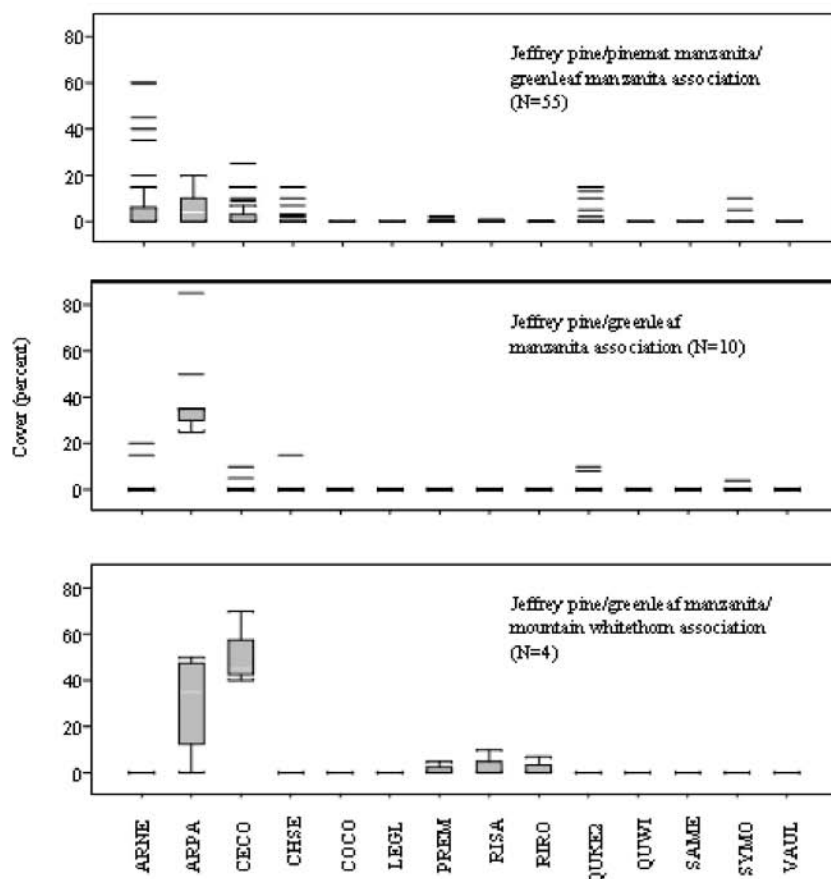 80
60
40
20
0
Jeffrey pine/pinemat manzanita/
greenleaf manzanita association
(N=55)
80
60
40
20
0
Jeffrey pine/greenleaf
manzanita association (N=10)
Cover (percent)
80
60
40
20
0
Jeffrey pine/greenleaf manzanita/
mountain whitethorn association
(N=4)
ARNE
ARPA
CECO
CHSE
COCO
LEGL
PREM
RISA
RIRO
QUKE2
QUWI
SAME
SYMO
VAUL